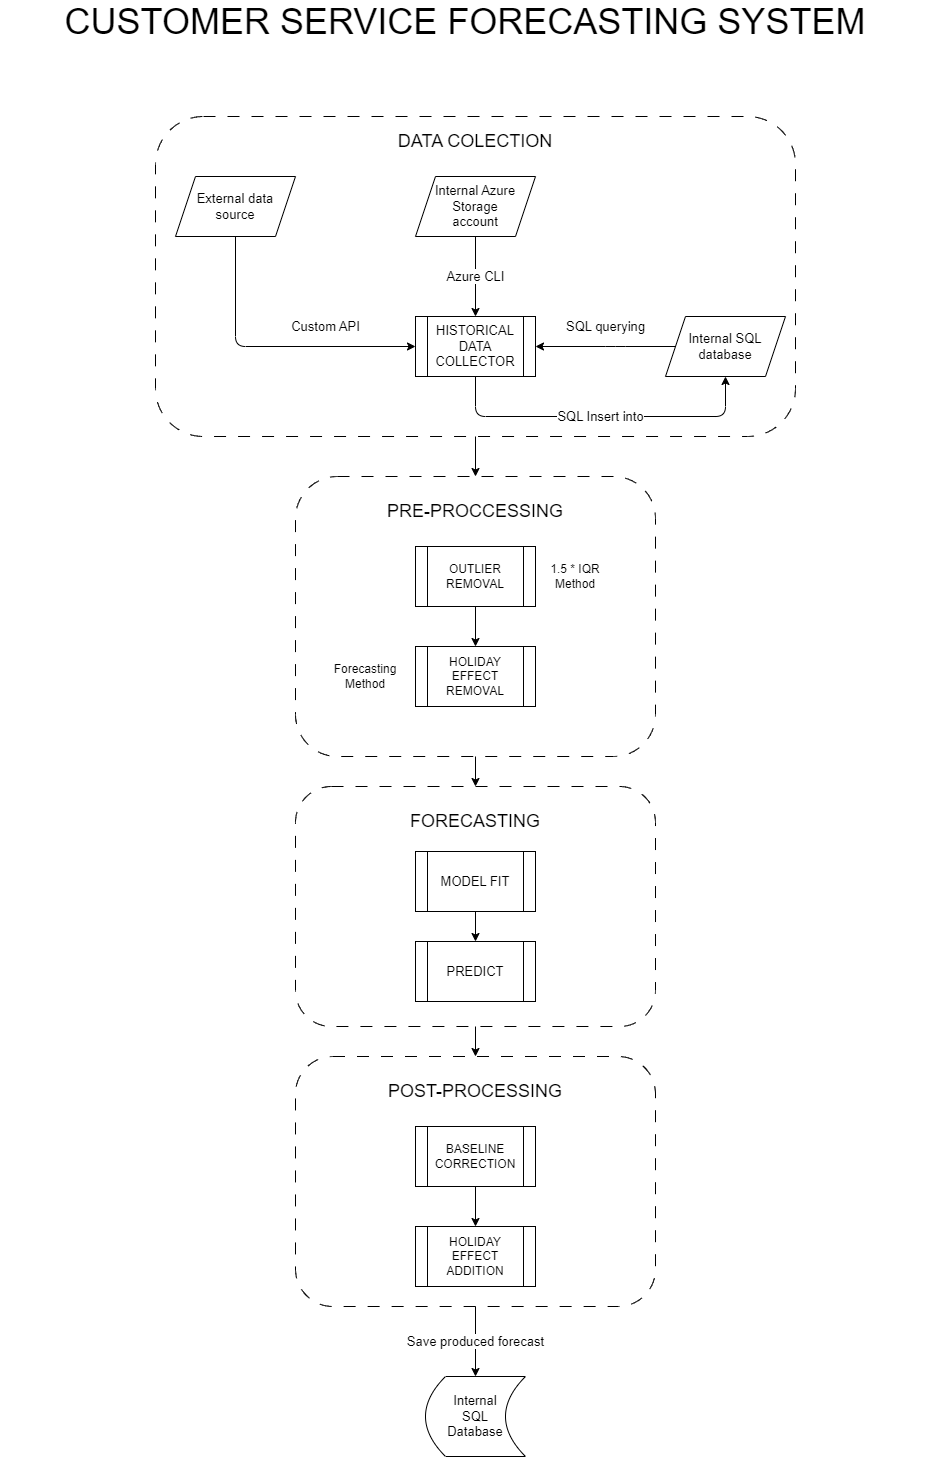 CUSTOMER SERVICE FORECASTING SYSTEM
DATA COLECTION
External data
source
Internal Azure
Storage
account
Azure CLI
Custom API
HISTORICAL
DATA
COLLECTOR
SQL querying
Internal SQL
database
SQL Insert into
PRE-PROCCESSING
OUTLIER
REMOVAL
1.5 * IQR
Method
Forecasting
Method
HOLIDAY
EFFECT
REMOVAL
FORECASTING
MODEL FIT
PREDICT
POST-PROCESSING
BASELINE
CORRECTION
HOLIDAY
EFFECT
ADDITION
Save produced forecast
Internal
SQL
Database